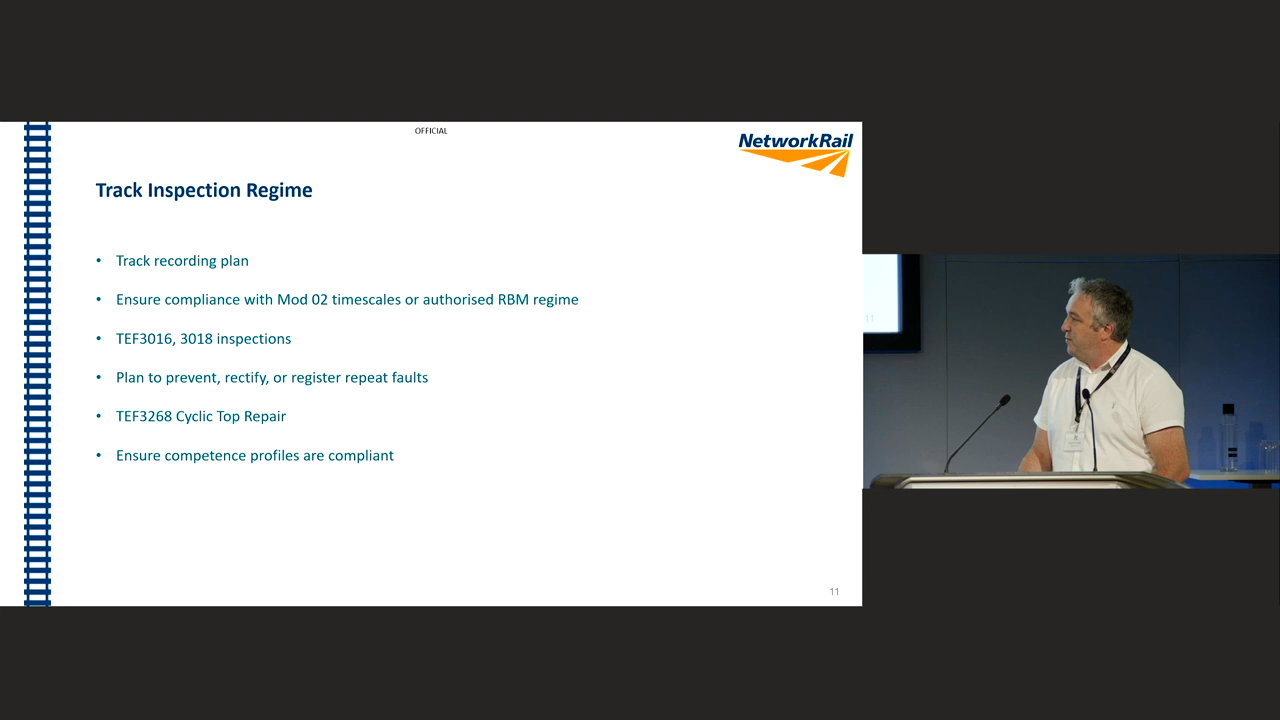 OFFICIAL
NetworkRail
Track Inspection Regime
• Track recording plan
• Ensure compliance with Mod 02 timescales or authorised RBM regime
• TEF3016, 3018 inspections
• Plan to prevent, rectify, or register repeat faults
• TEF3268 Cyclic Top Repair
• Ensure competence profiles are compliant
11
11